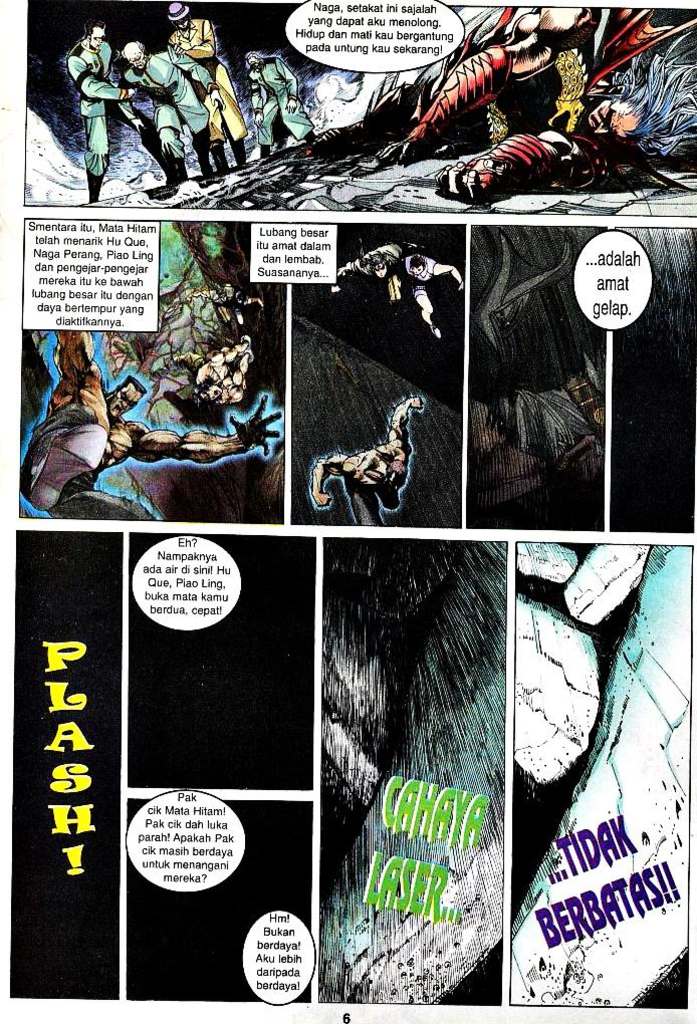 Naga, setakat ini sajalah
yang dapat aku menolong.
Hidup dan mati kau bergantung
pada untung kau sekarang!
Smentara itu, Mata Hitam
telah menarik Hu Que,
Naga Perang, Piao Ling
dan pengejar-pengejar
mereka itu ke bawah
lubang besar itu dengan
daya bertempur yang
diaktifkannya.
Lubang besar
itu amat dalam
dan lembab.
Suasananya...
...adalah
amat
gelap.
PLASH!
Eh?
Nampaknya
ada air di sini! Hu
Que, Piao Ling,
buka mata kamu
berdua, cepat!
Pak
cik Mata Hitam!
Pak cik dah luka
parah! Apakah Pak
cik masih berdaya
untuk menangani
mereka?
Hm!
Bukan
berdaya!
Aku lebih
daripada
berdaya!
CAHAYA
LASER...
...TIDAK
BERBATAS!!
6